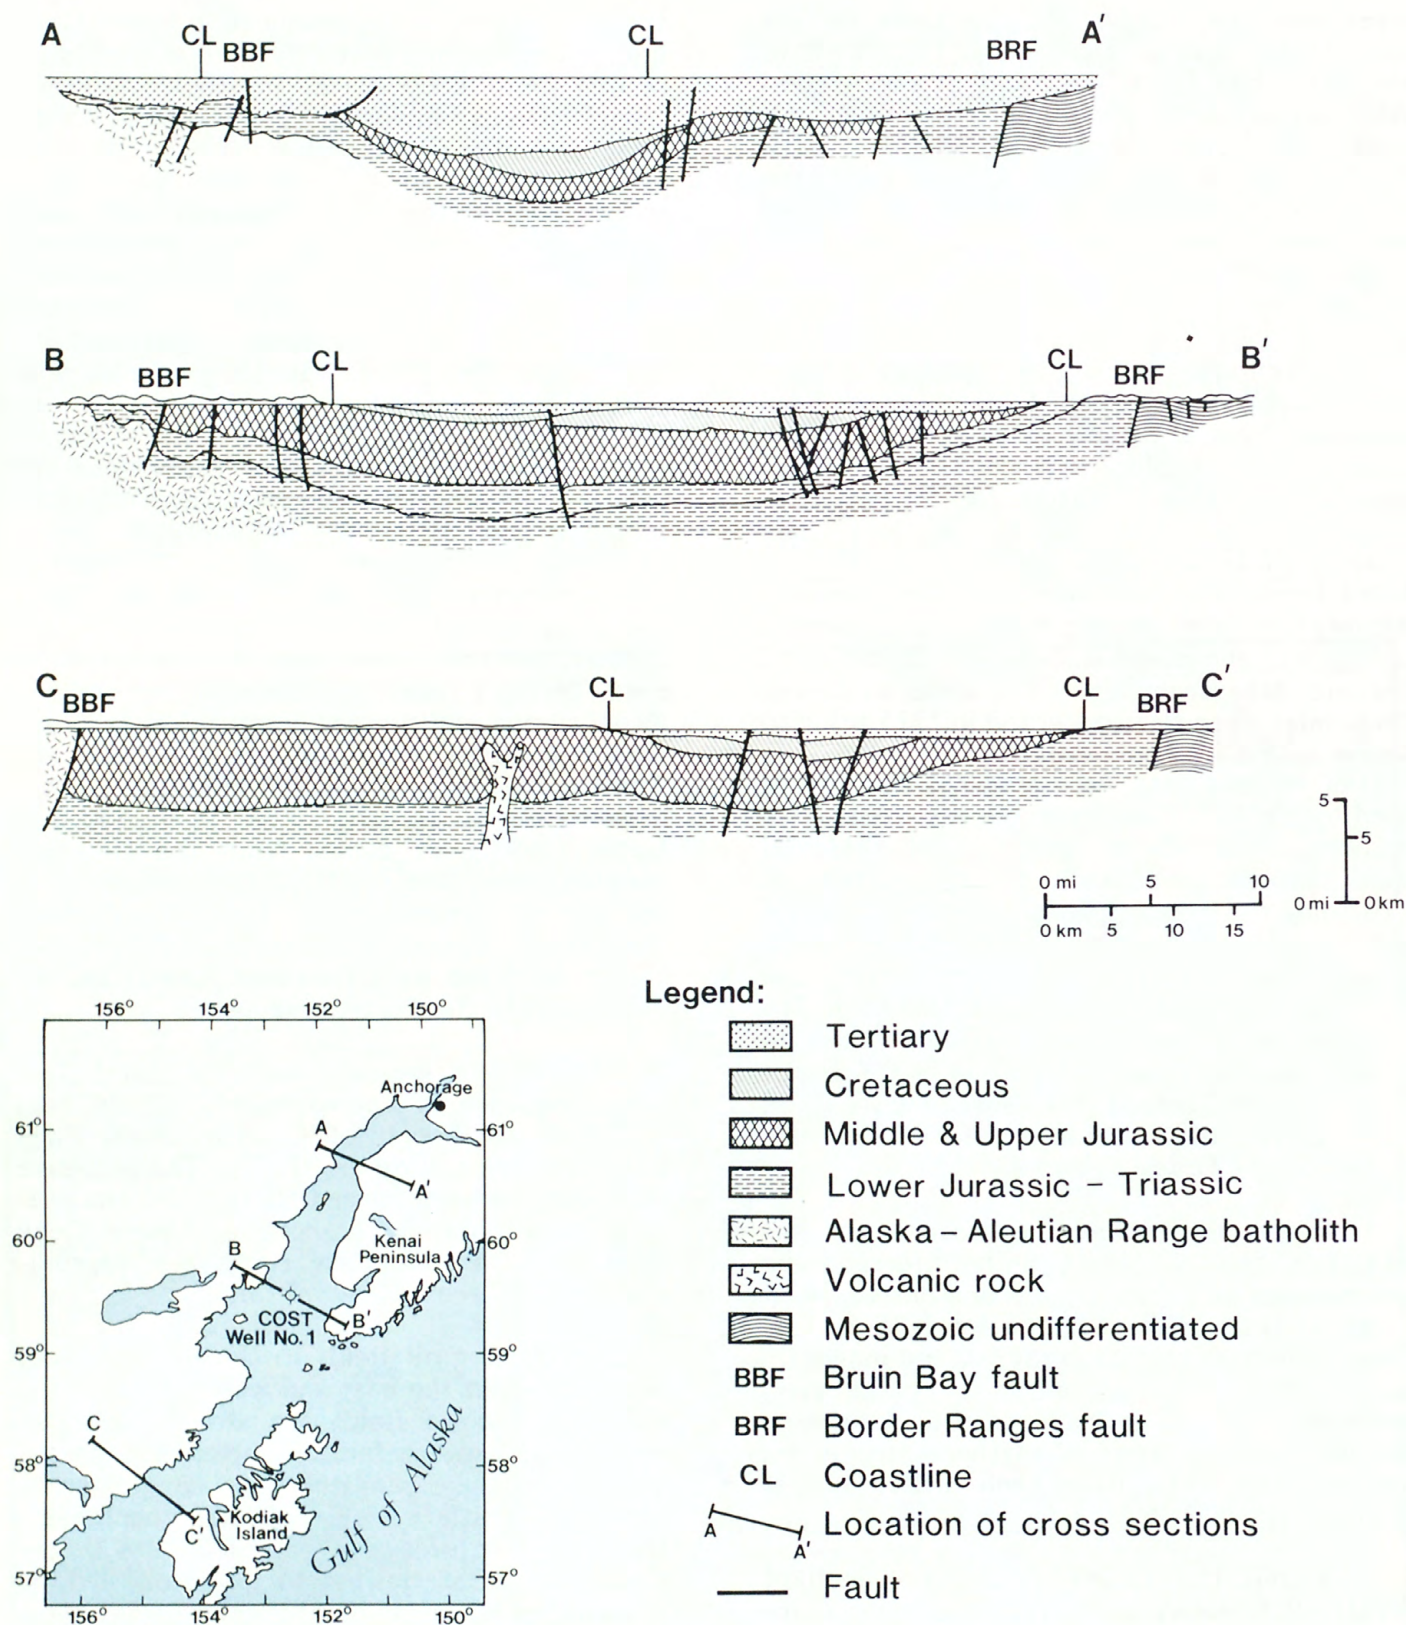 A CL BBF CL BRF A'
B BBF CL CL BRF B'
C BBF CL CL BRF C'
5
5
0 mi 0 km
0 mi 5 10
0 km 5 10 15
Legend:
Tertiary
Cretaceous
Middle & Upper Jurassic
Lower Jurassic – Triassic
Alaska – Aleutian Range batholith
Volcanic rock
Mesozoic undifferentiated
BBF Bruin Bay fault
BRF Border Ranges fault
CL Coastline
A A' Location of cross sections
Fault
156° 154° 152° 150°
Anchorage
61° 61°
A
A'
60° 60°
Kenai
Peninsula
B
COST
Well No. 1
B'
59° 59°
C
58° 58°
Kodiak
Island
C'
Gulf of Alaska
57° 57°
156° 154° 152° 150°